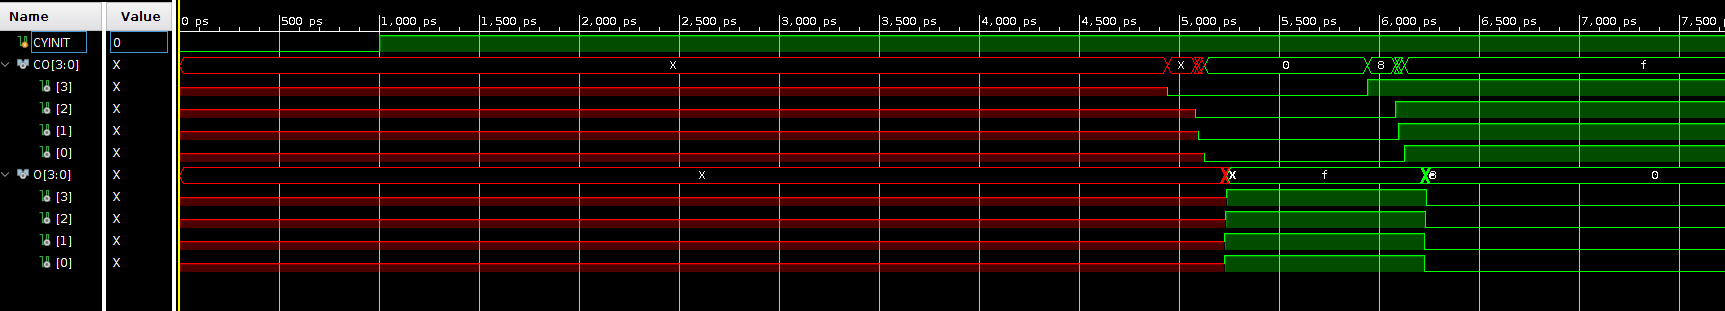 Name Value 0 ps 500 ps 1,000 ps 1,500 ps 2,000 ps 2,500 ps 3,000 ps 3,500 ps 4,000 ps 4,500 ps 5,000 ps 5,500 ps 6,000 ps 6,500 ps 7,000 ps 7,500
CYINIT 0
CO[3:0] X X X 0 8 f
[3] X
[2] X
[1] X
[0] X
O[3:0] X X X f 0
[3] X
[2] X
[1] X
[0] X